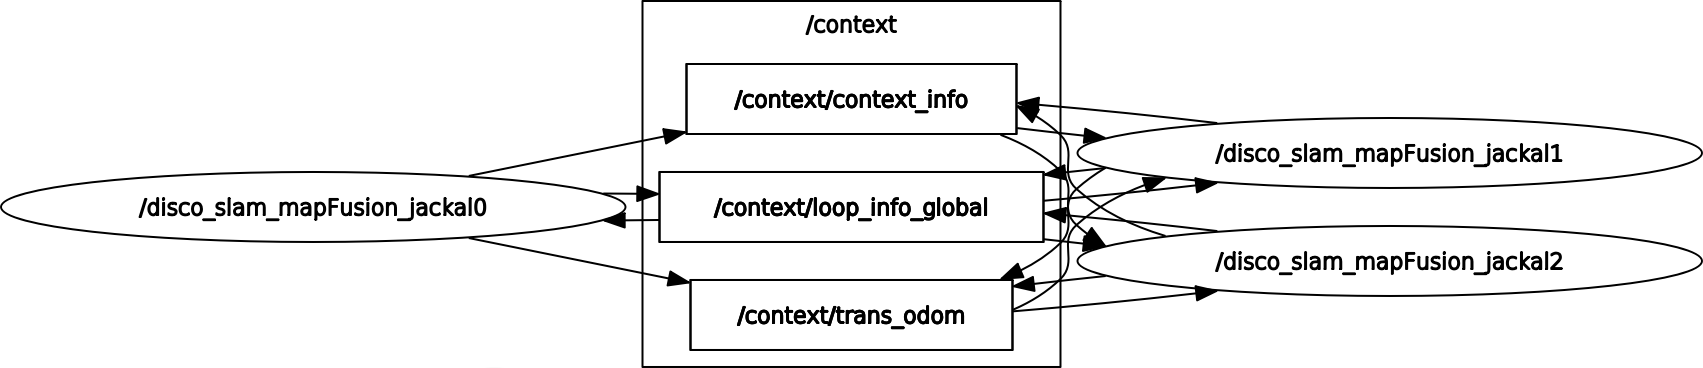 /context
/context/context_info
/disco_slam_mapFusion_jackal1
/disco_slam_mapFusion_jackal0
/context/loop_info_global
/disco_slam_mapFusion_jackal2
/context/trans_odom